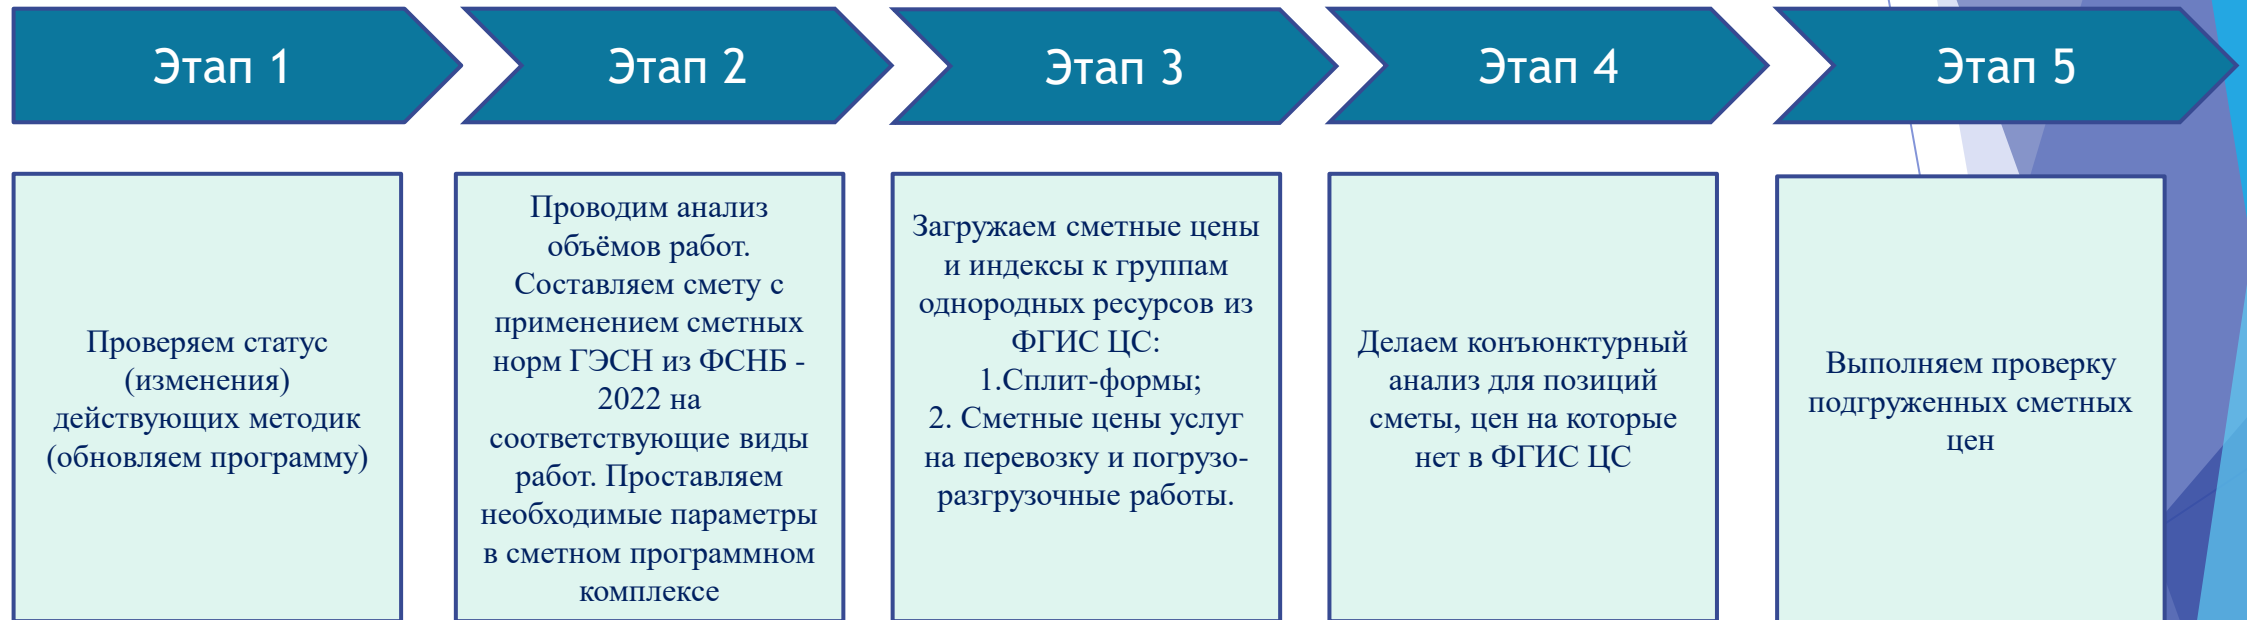 Этап 1
Этап 2
Этап 3
Этап 4
Этап 5
Проверяем статус
(изменения)
действующих методик
(обновляем программу)
Проводим анализ
объёмов работ.
Составляем смету с
применением сметных
норм ГЭСН из ФСНБ -
2022 на
соответствующие виды
работ. Проставляем
необходимые параметры
в сметном программном
комплексе
Загружаем сметные цены
и индексы к группам
однородных ресурсов из
ФГИС ЦС:
1.Сплит-формы;
2. Сметные цены услуг
на перевозку и погрузо-
разгрузочные работы.
Делаем конъюнктурный
анализ для позиций
сметы, цен на которые
нет в ФГИС ЦС
Выполняем проверку
подгруженных сметных
цен